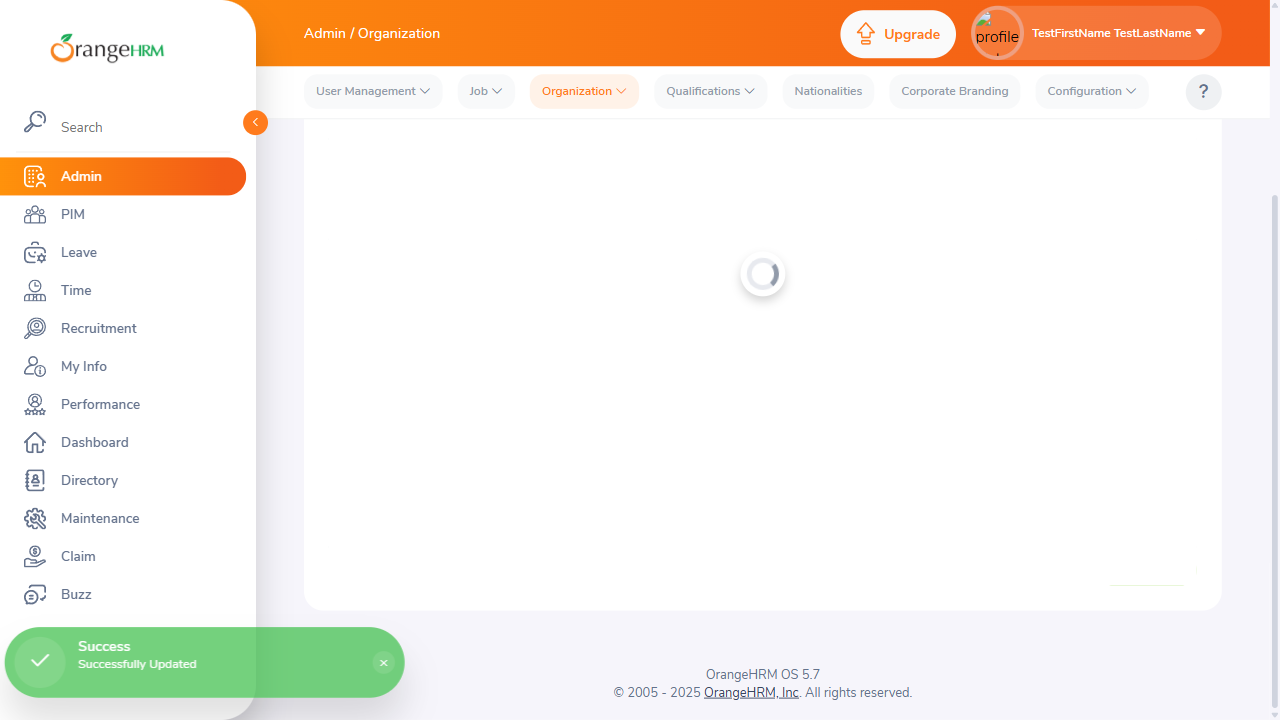 OrangeHRM
Search
Admin
PIM
Leave
Time
Recruitment
My Info
Performance
Dashboard
Directory
Maintenance
Claim
Buzz
Admin / Organization
Upgrade
profile
TestFirstName TestLastName
User Management
Job
Organization
Qualifications
Nationalities
Corporate Branding
Configuration
?
Success
Successfully Updated
×
OrangeHRM OS 5.7
© 2005 - 2025 OrangeHRM, Inc. All rights reserved.